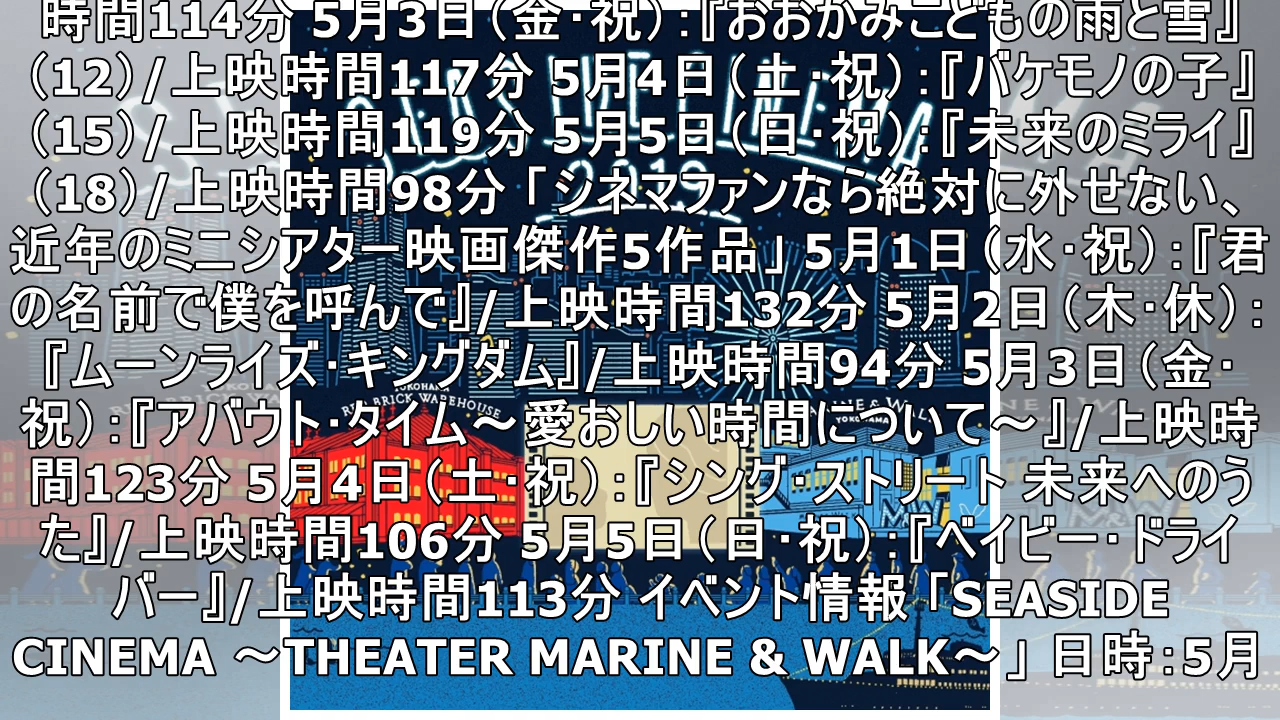 時間114分 5月3日（金・祝）：『おおかみこどもの雨と雪』
（12）/上映時間117分 5月4日（土・祝）：『バケモノの子』
（15）/上映時間119分 5月5日（日・祝）：『未来のミライ』
（18）/上映時間98分「シネマファンなら絶対に外せない、
近年のミニシアター映画傑作5作品」5月1日（水・祝）：『君
の名前で僕を呼んで』/上映時間132分 5月2日（木・休）：
『ムーンライズ・キングダム』/上映時間94分 5月3日（金・
祝）：『アバウト・タイム～愛おしい時間について～』/上映時
間123分 5月4日（土・祝）：『シング・ストリート 未来へのう
た』/上映時間106分 5月5日（日・祝）：『ベイビー・ドライ
バー』/上映時間113分 イベント情報「SEASIDE
CINEMA ～THEATER MARINE & WALK～」日時：5月
SEASIDE CINEMA
2019
YOKOHAMA
RED BRICK WAREHOUSE
MARINE & WALK
YOKOHAMA
M&W